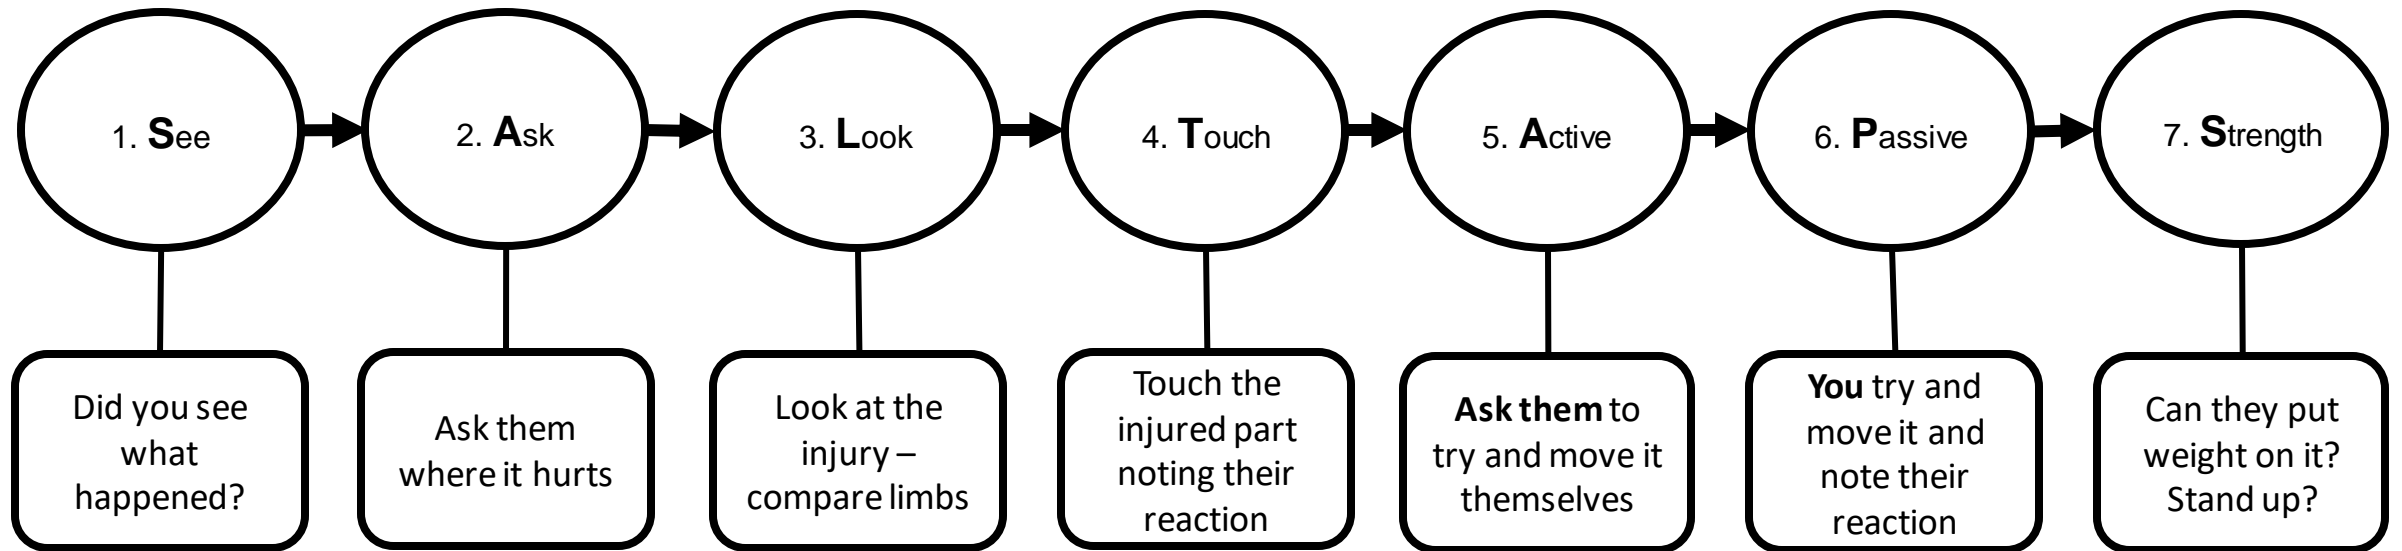 1. See
2. Ask
3. Look
4. Touch
5. Active
6. Passive
7. Strength
Did you see
what
happened?
Ask them
where it hurts
Look at the
injury –
compare limbs
Touch the
injured part
noting their
reaction
Ask them to
try and move it
themselves
You try and
move it and
note their
reaction
Can they put
weight on it?
Stand up?